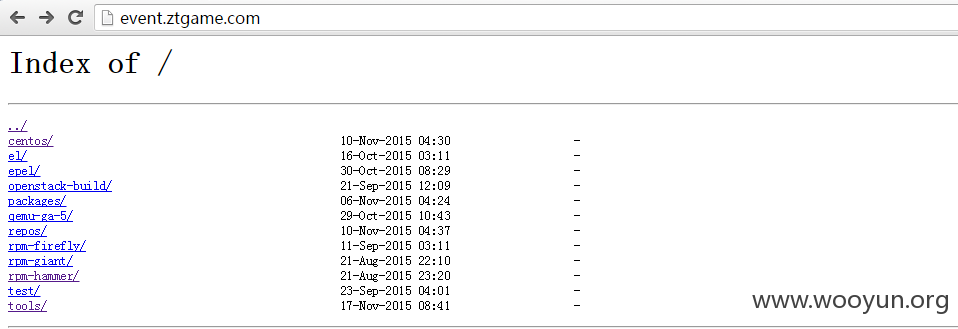 event.ztgame.com
Index of /
../
centos/ 10-Nov-2015 04:30 -
el/ 16-Oct-2015 03:11 -
epel/ 30-Oct-2015 08:29 -
openstack-build/ 21-Sep-2015 12:09 -
packages/ 06-Nov-2015 04:24 -
qemu-ga-5/ 29-Oct-2015 10:43 -
repos/ 10-Nov-2015 04:37 -
rpm-firefly/ 11-Sep-2015 03:11 -
rpm-giant/ 21-Aug-2015 22:10 -
rpm-hammer/ 21-Aug-2015 23:20 -
test/ 23-Sep-2015 04:01 -
tools/ 17-Nov-2015 08:41 -
www.wooyun.org